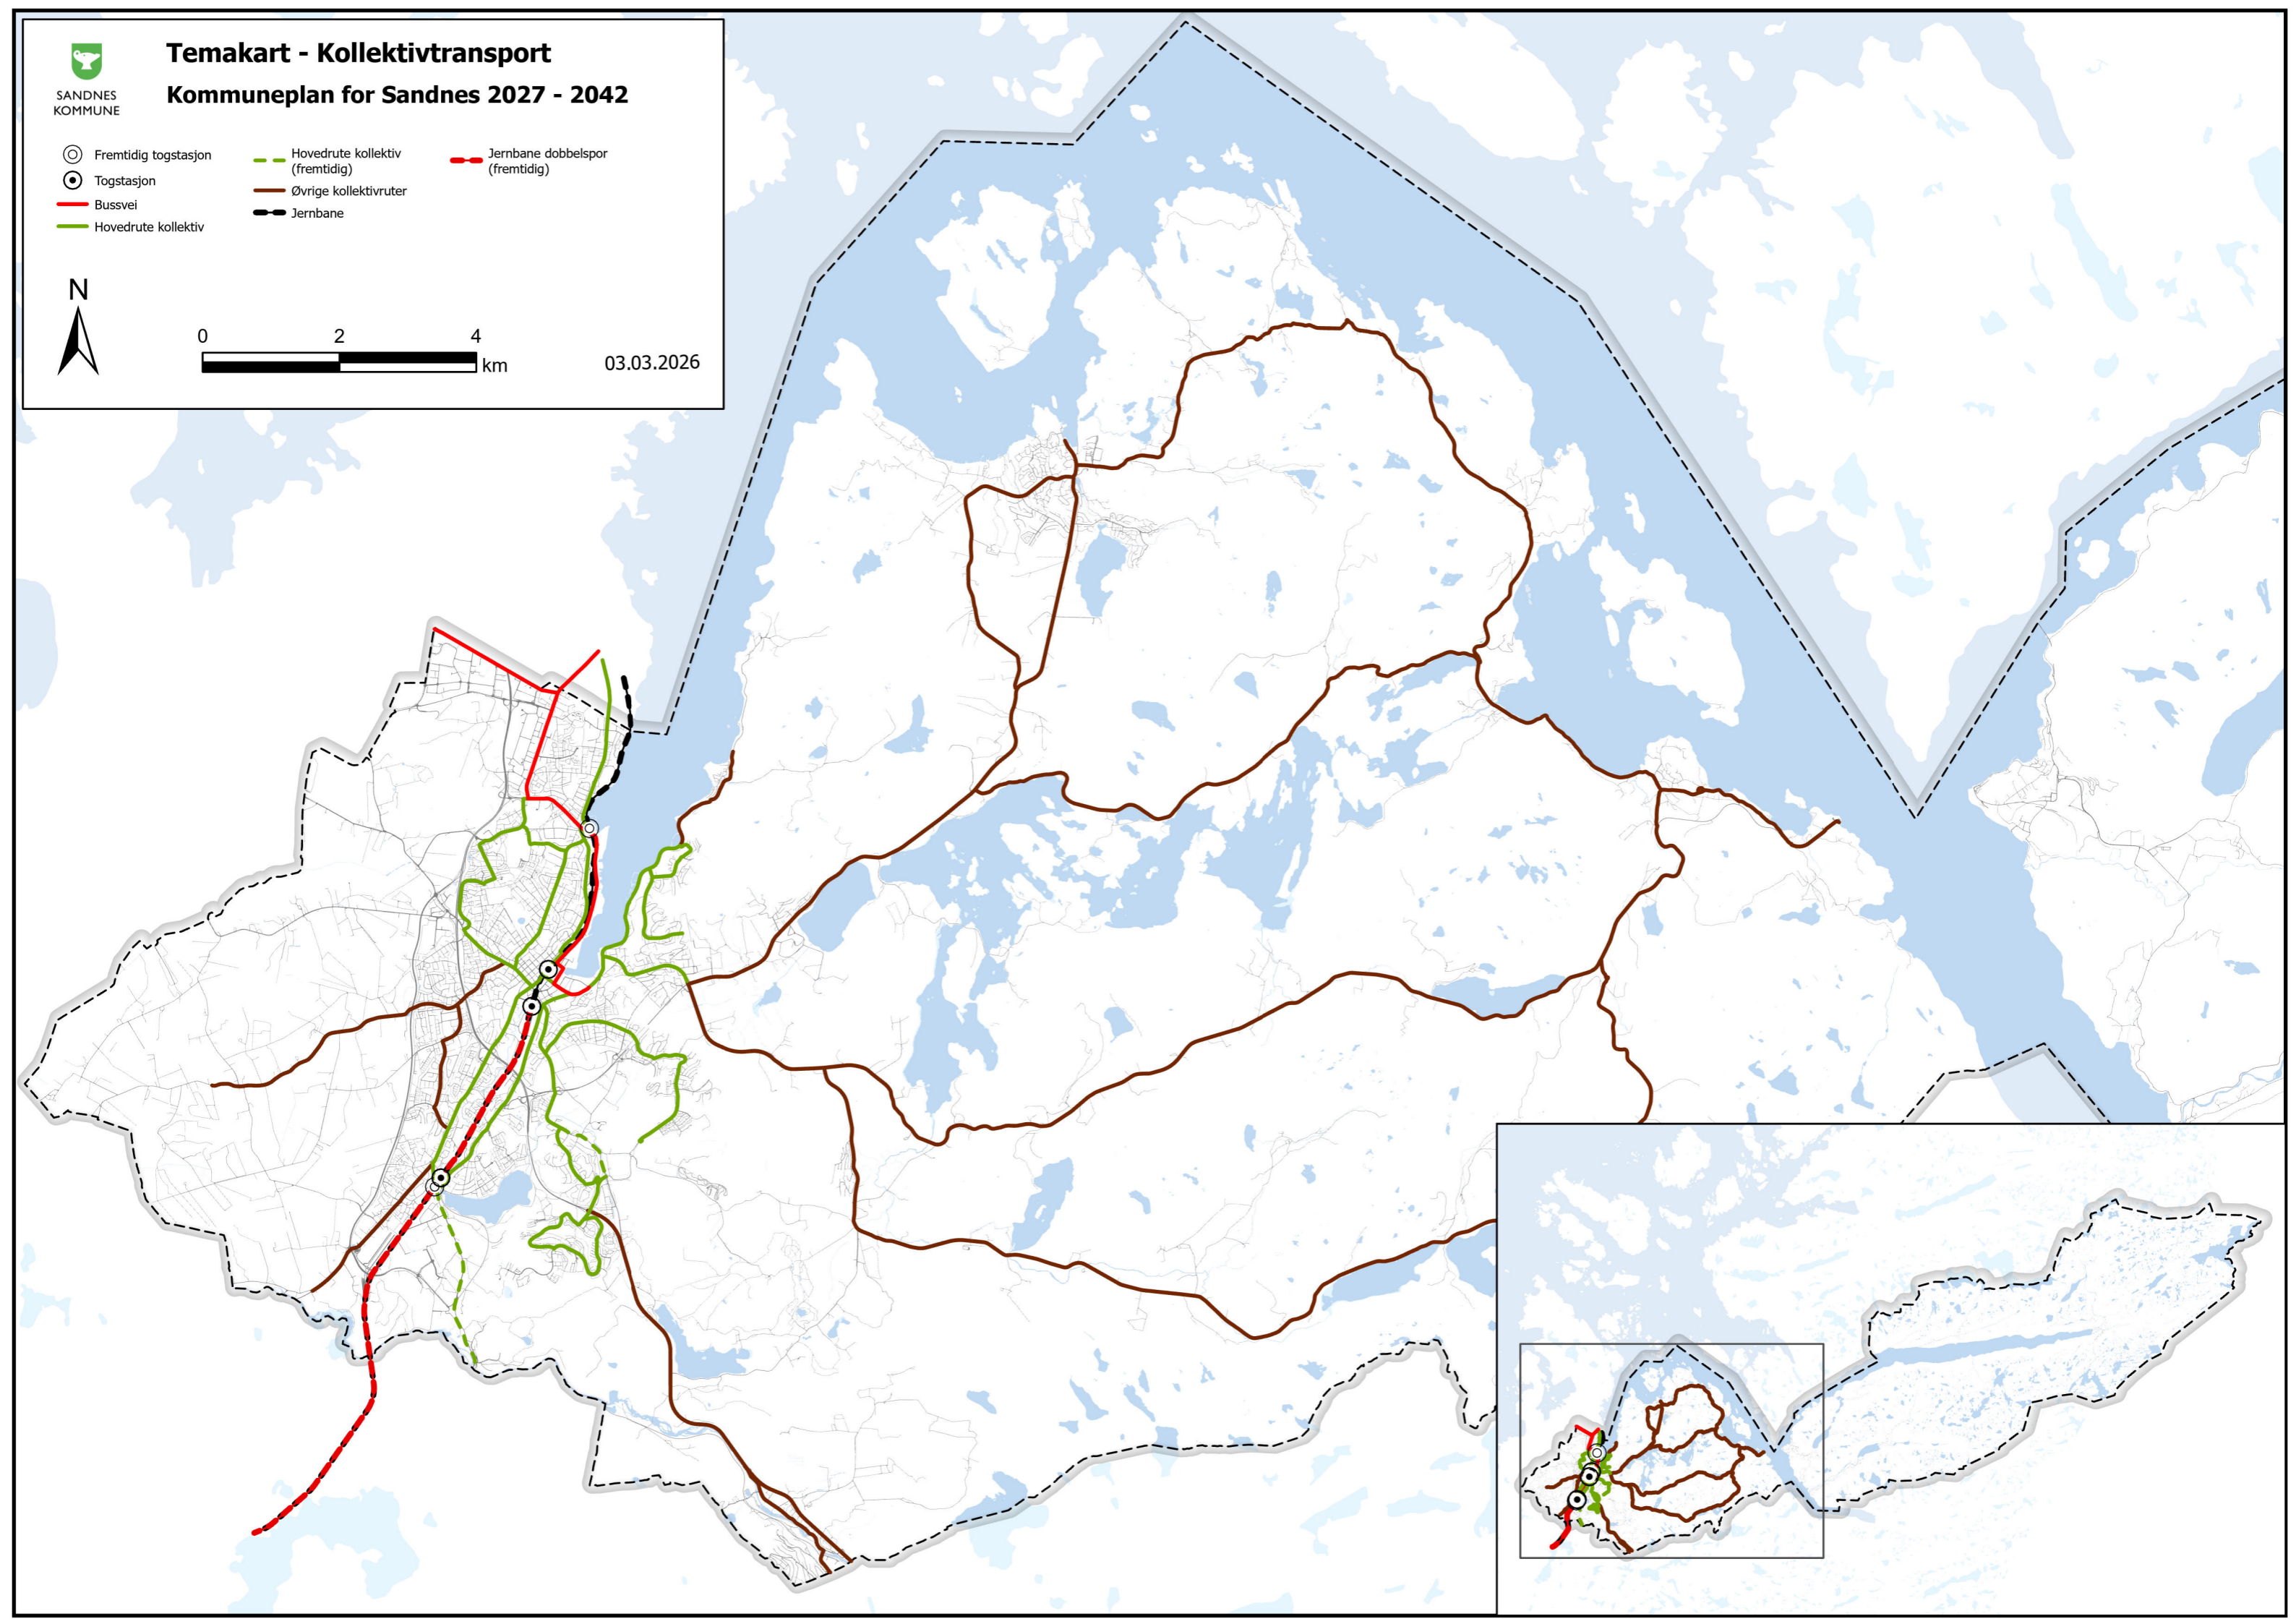 Temakart - Kollektivtransport
Kommuneplan for Sandnes 2027 - 2042
SANDNES
KOMMUNE
Fremtidig togstasjon
Togstasjon
Bussvei
Hovedrute kollektiv
Hovedrute kollektiv
(fremtidig)
Øvrige kollektivruter
Jernbane
Jernbane dobbelspor
(fremtidig)
N
0 2 4
km
03.03.2026